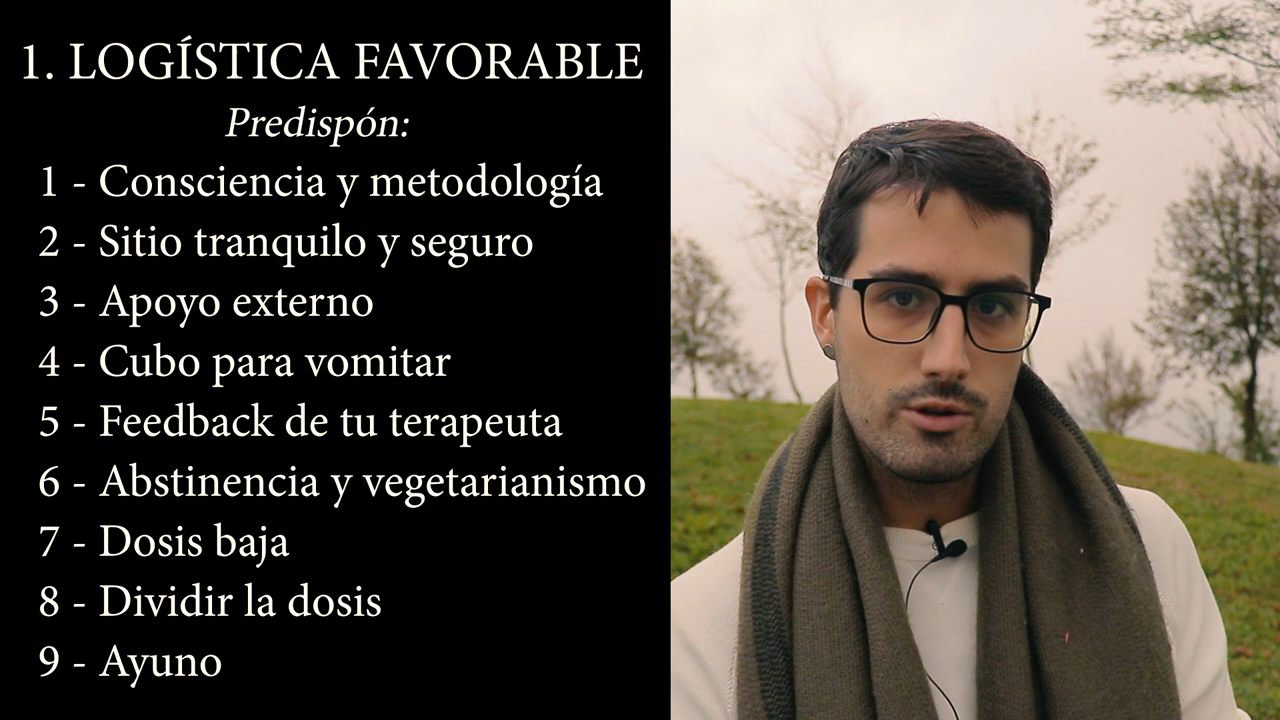 1. LOGÍSTICA FAVORABLE
Predispón:
1 - Consciencia y metodología
2 - Sitio tranquilo y seguro
3 - Apoyo externo
4 - Cubo para vomitar
5 - Feedback de tu terapeuta
6 - Abstinencia y vegetarianismo
7 - Dosis baja
8 - Dividir la dosis
9 - Ayuno